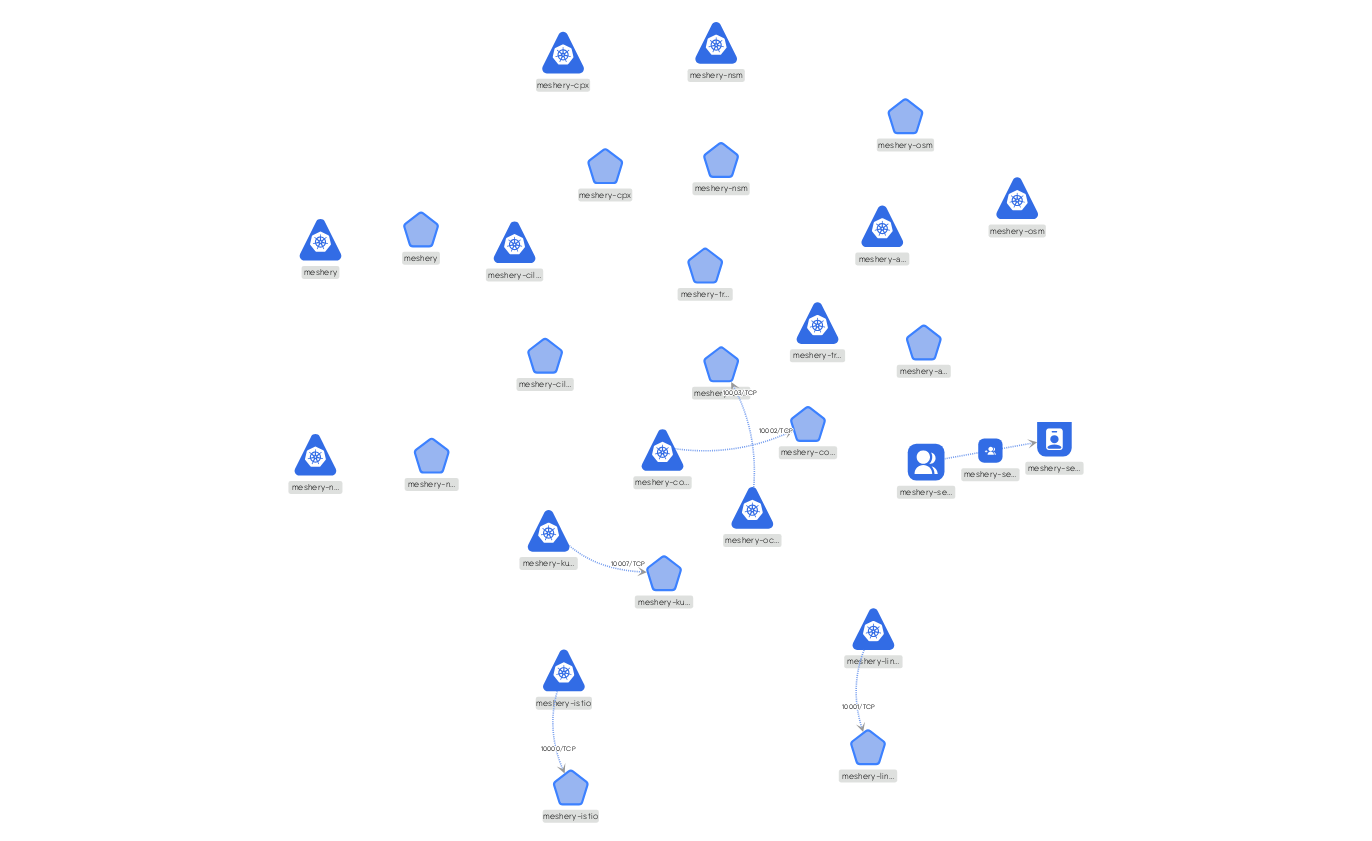 meshery-nsm
meshery-cpx
meshery-osm
meshery-nsm
meshery-cpx
meshery-osm
meshery
meshery-a...
meshery
meshery-cil...
meshery-tr...
meshery-tr...
meshery-a...
meshery-cil...
10003/TCP
10002/TCP
meshery-co...
meshery-se...
meshery-se...
meshery-co...
meshery-n...
meshery-n...
meshery-se...
meshery-oc...
meshery-ku...
10007/TCP
meshery-ku...
meshery-lin...
meshery-istio
10001/TCP
10000/TCP
meshery-lin...
meshery-istio